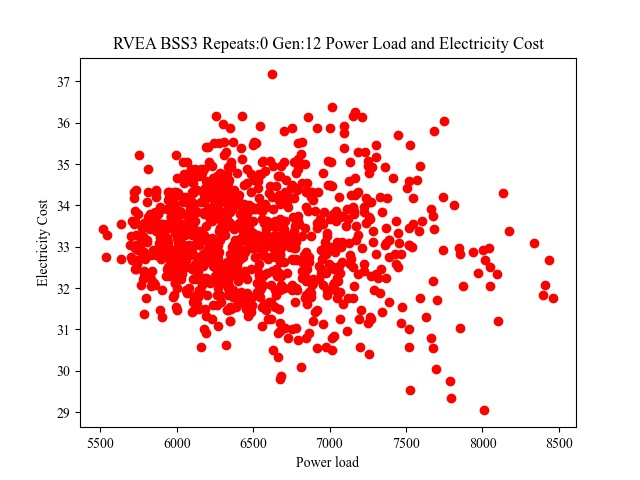 RVEA BSS3 Repeats:0 Gen:12 Power Load and Electricity Cost
37
36
35
34
33
32
31
30
29
Electricity Cost
5500 6000 6500 7000 7500 8000 8500
Power load